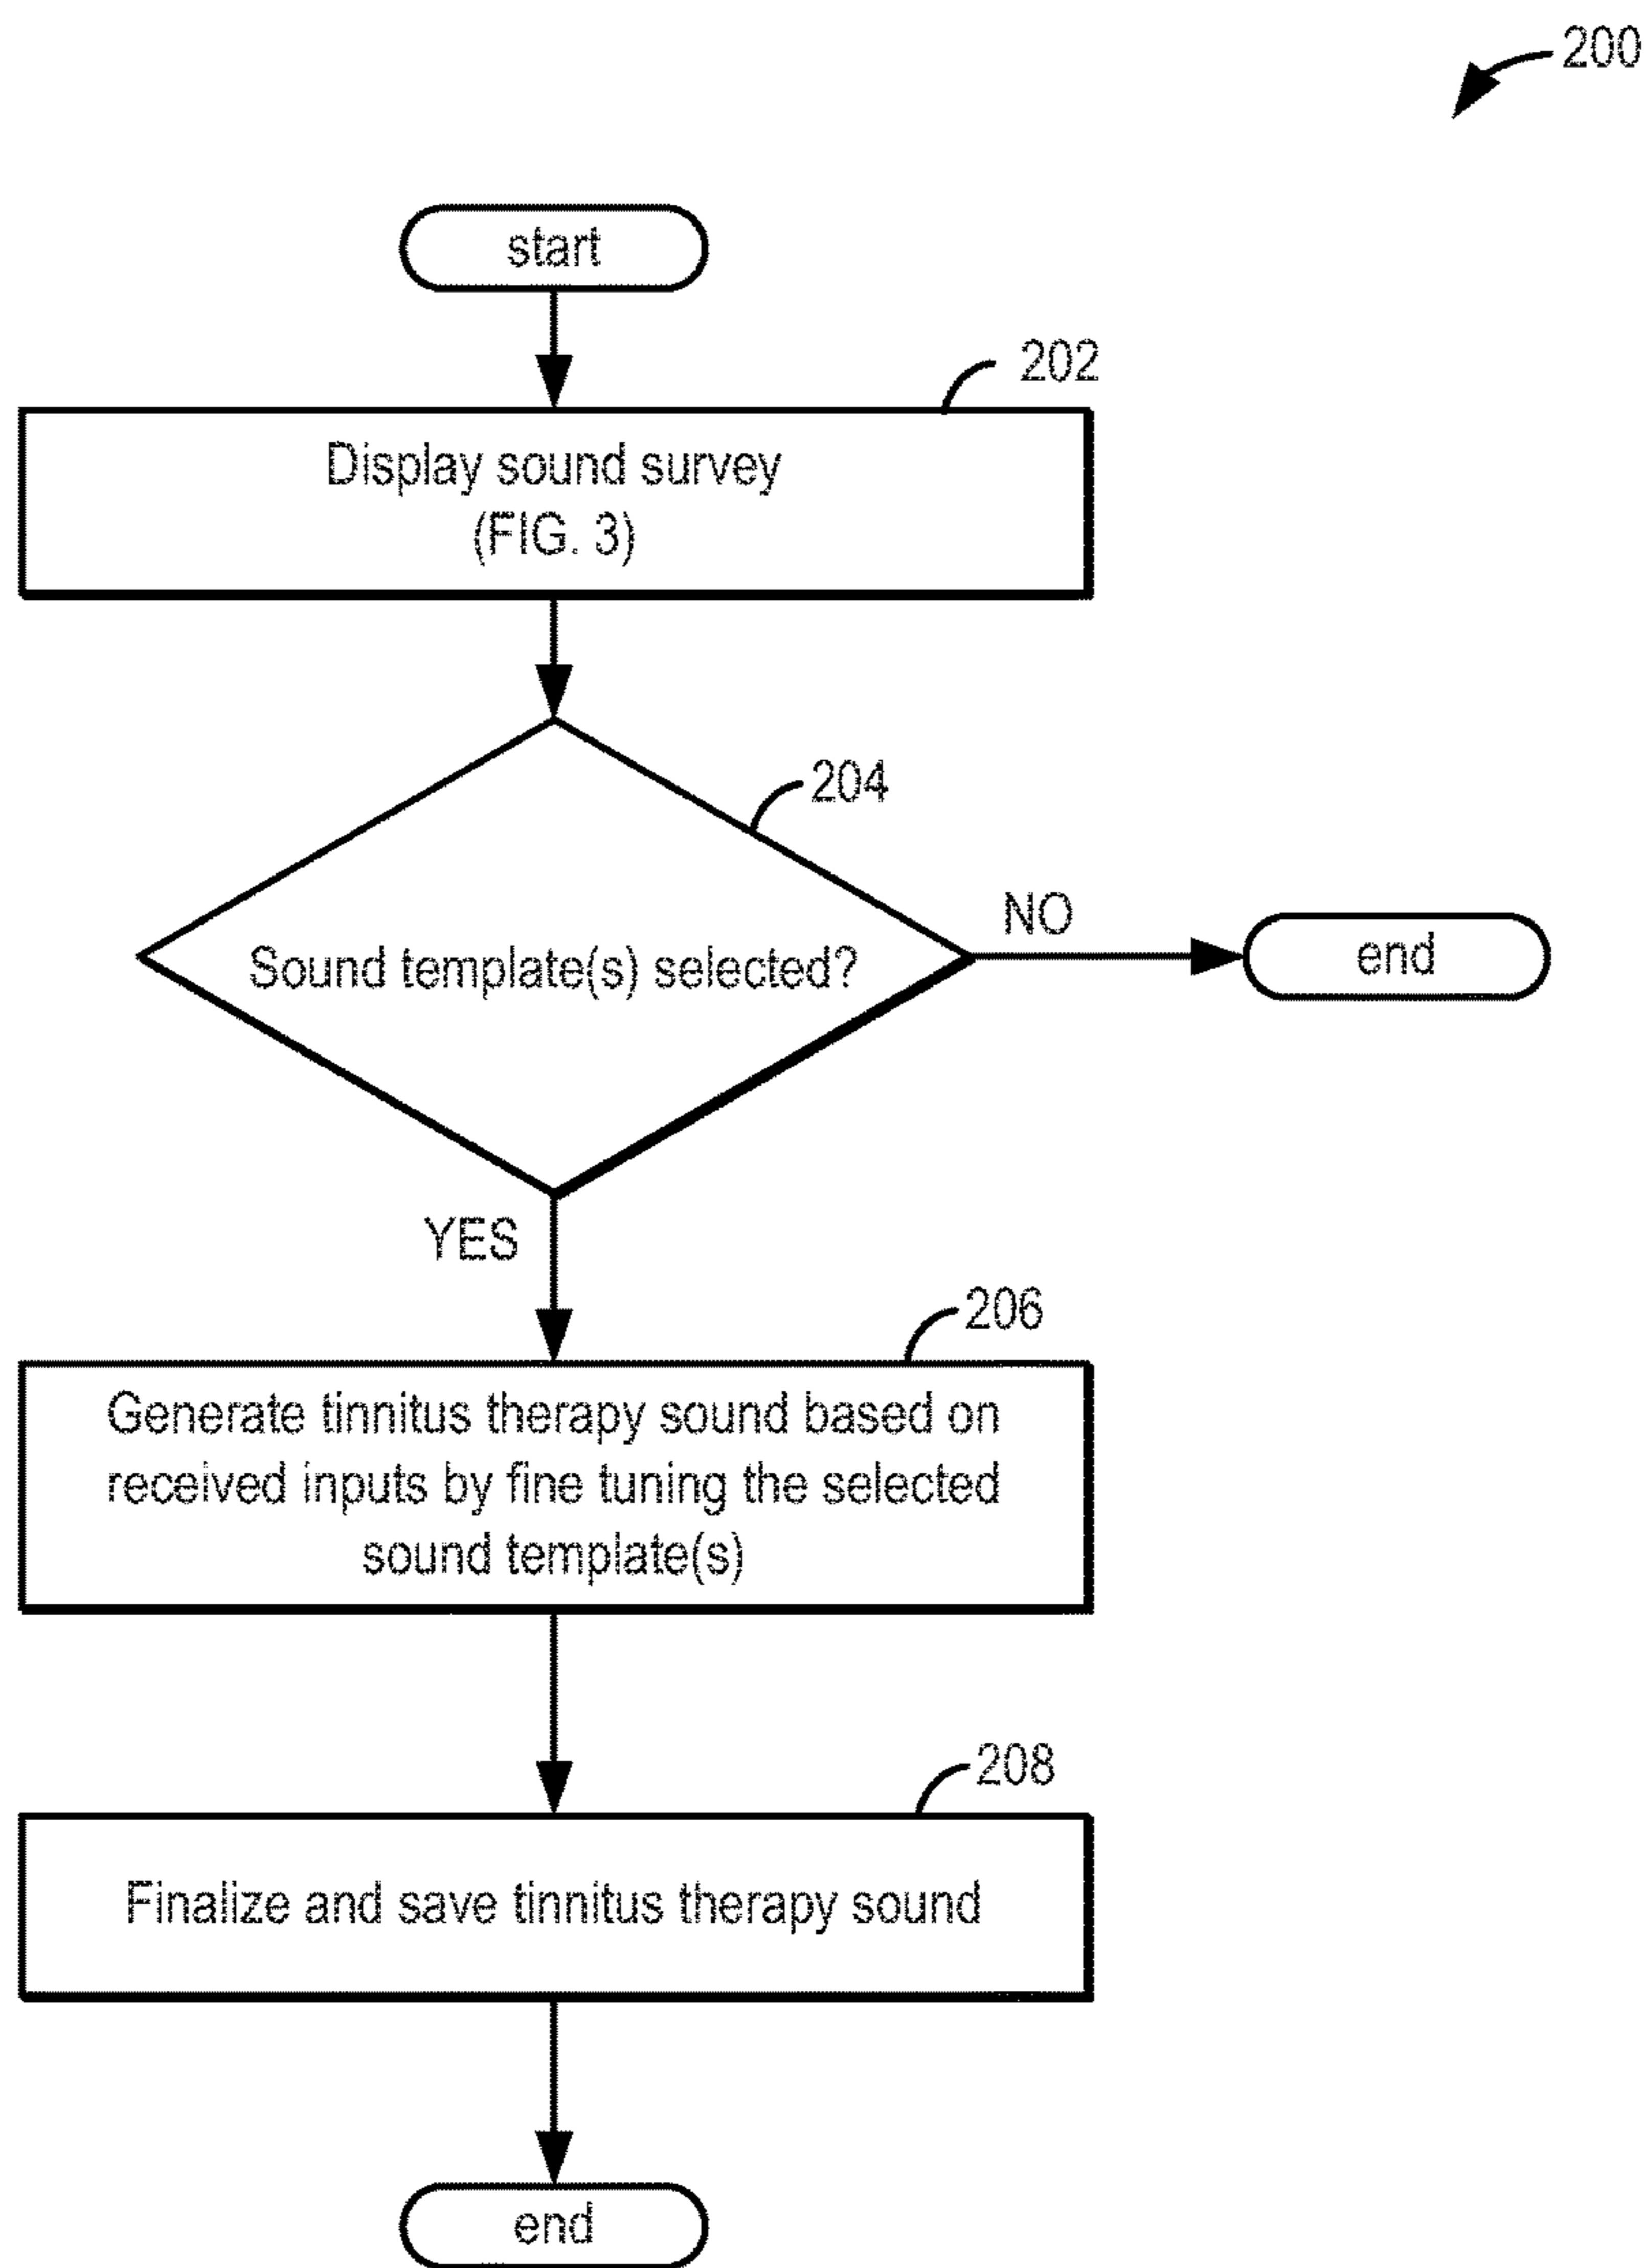 200
start
202
Display sound survey
(FIG. 3)
204
Sound template(s) selected?
NO
end
YES
206
Generate tinnitus therapy sound based on
received inputs by fine tuning the selected
sound template(s)
208
Finalize and save tinnitus therapy sound
end